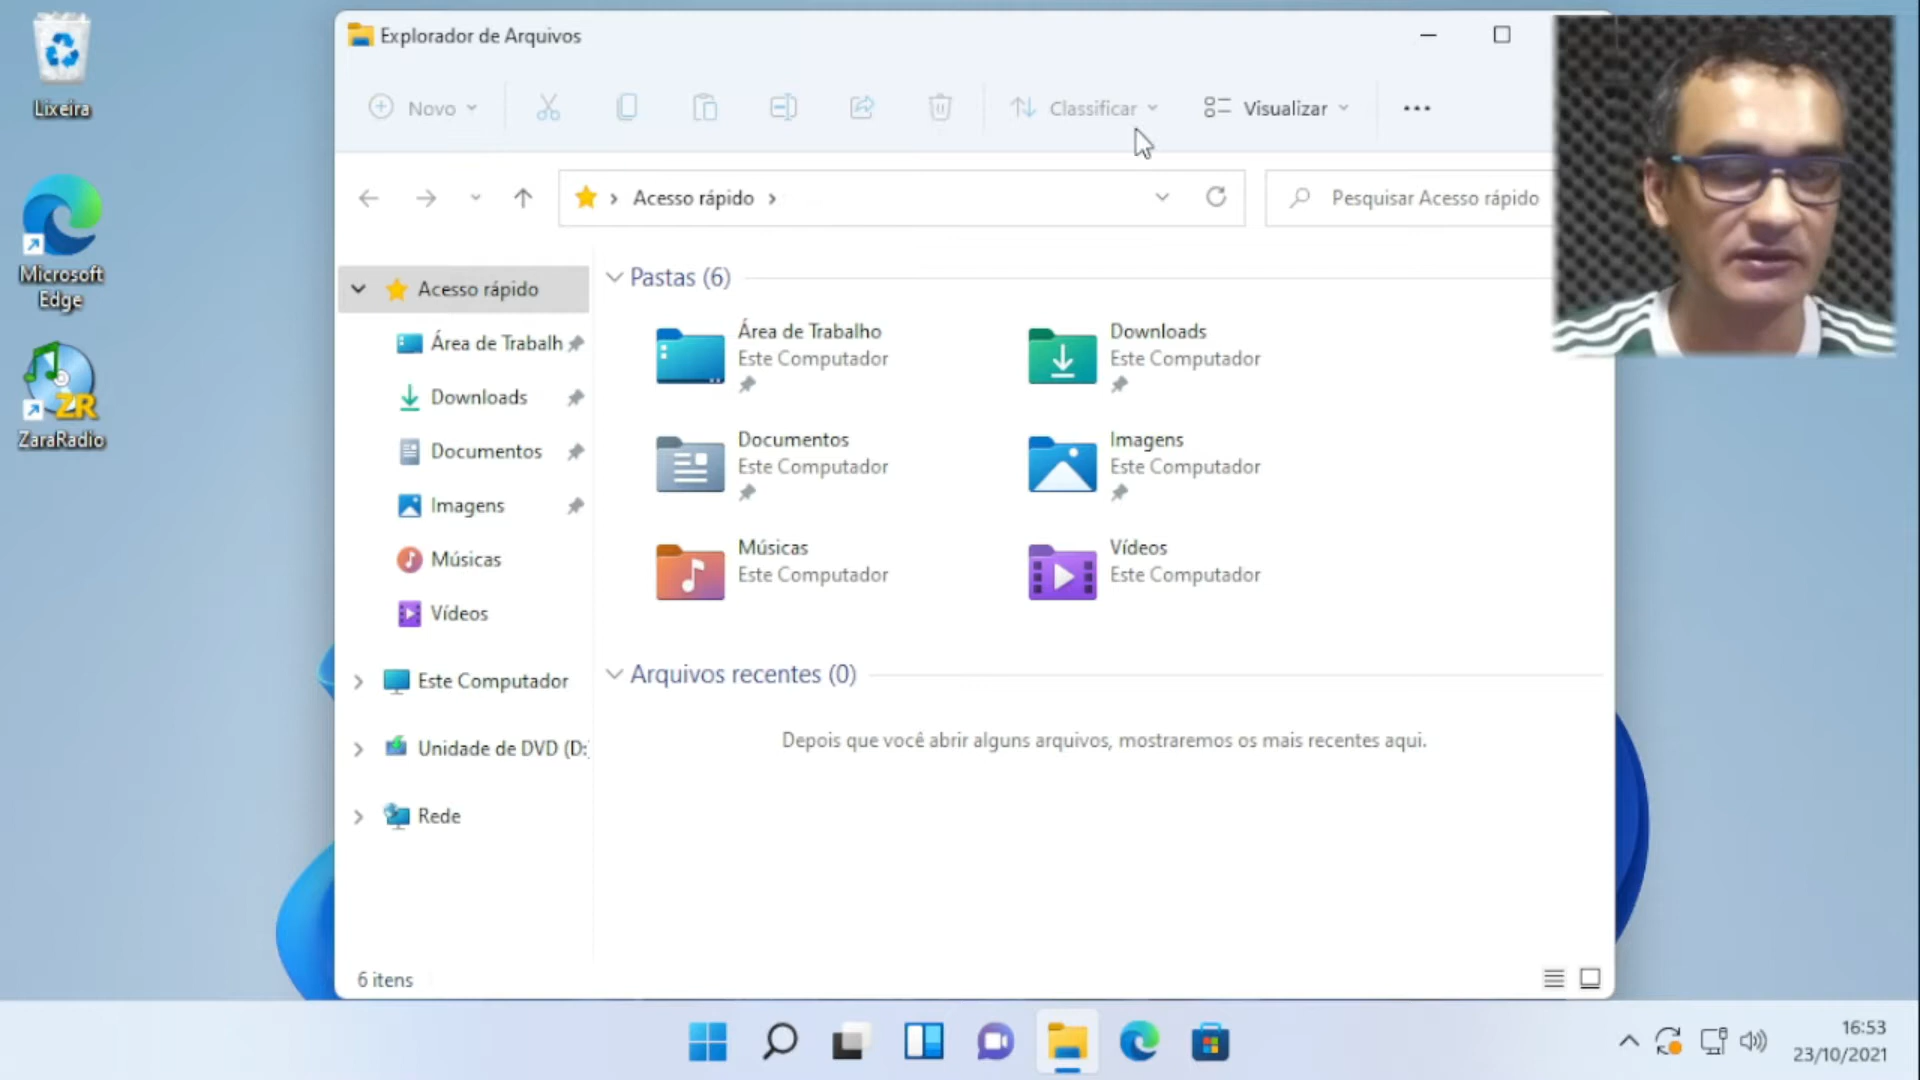 Lixeira
Microsoft
Edge
ZR
ZaraRadio
Explorador de Arquivos
Novo
Classificar
Visualizar
Acesso rápido
Pesquisar Acesso rápido
Acesso rápido
Área de Trabalh
Downloads
Documentos
Imagens
Músicas
Vídeos
Este Computador
Unidade de DVD (D:
Rede
Pastas (6)
Área de Trabalho
Este Computador
Downloads
Este Computador
Documentos
Este Computador
Imagens
Este Computador
Músicas
Este Computador
Vídeos
Este Computador
Arquivos recentes (0)
Depois que você abrir alguns arquivos, mostraremos os mais recentes aqui.
6 itens
16:53
23/10/2021